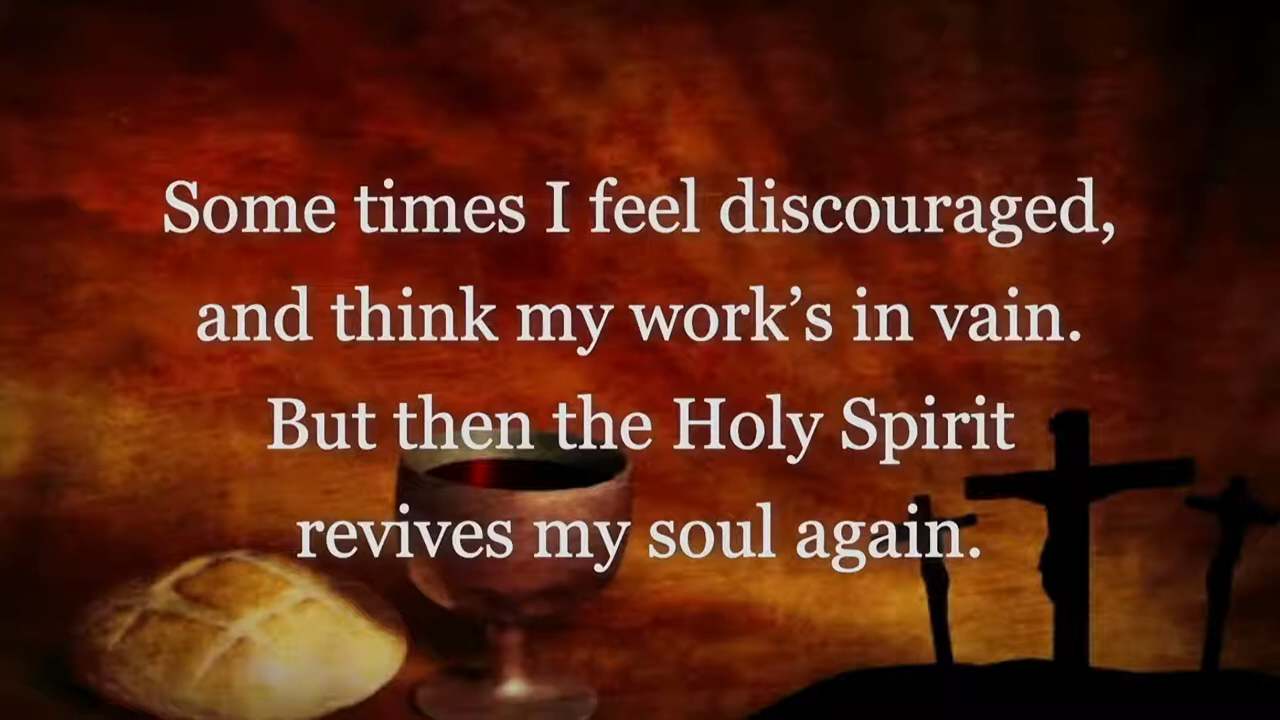 Some times I feel discouraged,
and think my work’s in vain.
But then the Holy Spirit
revives my soul again.